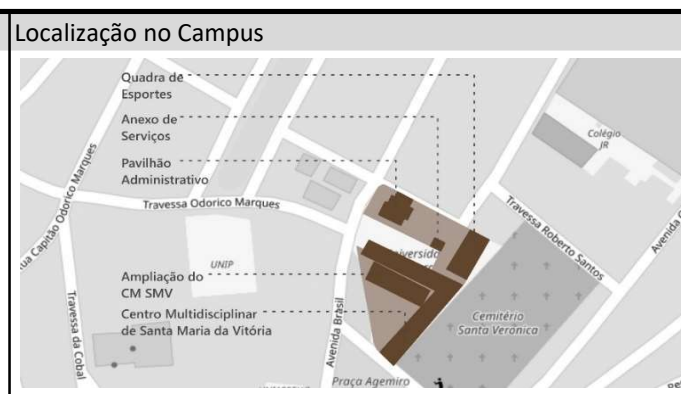 Localização no Campus
Quadra de
Esportes
Anexo de
Serviços
Pavilhão
Administrativo
Colégio
IR
Rua Capitão Odorico Marques
Travessa Odorico Marques
Travessa Roberto Santos
UNIP
Ampliação do
CM SMV
Centro Multidisciplinar
de Santa Maria da Vitória
Travessa da Cobal
Avenida Brasil
Cemitério
Santa Verônica
Praça Agemiro
Avenida